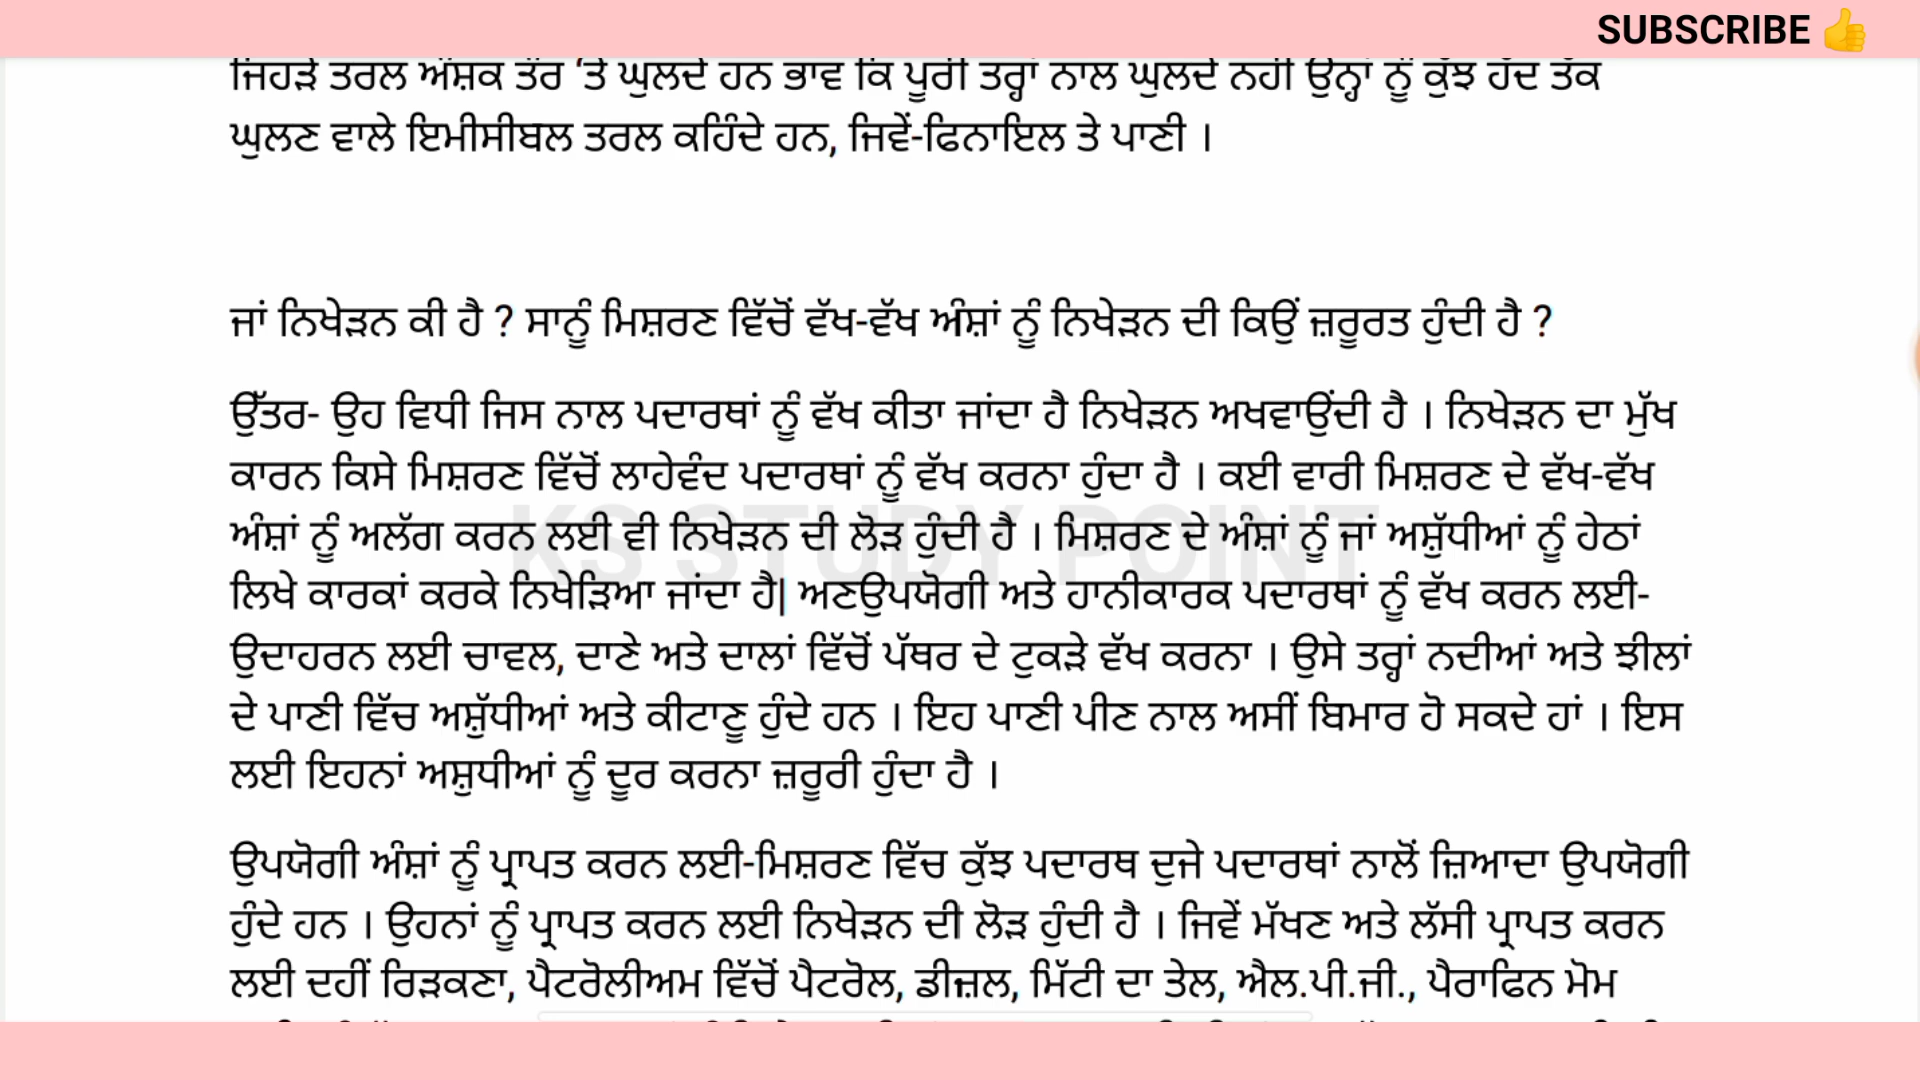 SUBSCRIBE 👍
ਜਿਹੜੇ ਤਰਲ ਅੰਸ਼ਕ ਤੌਰ ‘ਤੇ ਘੁਲਦੇ ਹਨ ਭਾਵ ਕਿ ਪੂਰੀ ਤਰ੍ਹਾਂ ਨਾਲ ਘੁਲਦੇ ਨਹੀਂ ਉਨ੍ਹਾਂ ਨੂੰ ਕੁੱਝ ਹੱਦ ਤੱਕ
ਘੁਲਣ ਵਾਲੇ ਇਮੀਸੀਬਲ ਤਰਲ ਕਹਿੰਦੇ ਹਨ, ਜਿਵੇਂ-ਫਿਨਾਇਲ ਤੇ ਪਾਣੀ ।
ਜਾਂ ਨਿਖੇੜਨ ਕੀ ਹੈ ? ਸਾਨੂੰ ਮਿਸ਼ਰਣ ਵਿੱਚੋਂ ਵੱਖ-ਵੱਖ ਅੰਸ਼ਾਂ ਨੂੰ ਨਿਖੇੜਨ ਦੀ ਕਿਉਂ ਜ਼ਰੂਰਤ ਹੁੰਦੀ ਹੈ ?
ਉੱਤਰ- ਉਹ ਵਿਧੀ ਜਿਸ ਨਾਲ ਪਦਾਰਥਾਂ ਨੂੰ ਵੱਖ ਕੀਤਾ ਜਾਂਦਾ ਹੈ ਨਿਖੇੜਨ ਅਖਵਾਉਂਦੀ ਹੈ । ਨਿਖੇੜਨ ਦਾ ਮੁੱਖ
ਕਾਰਨ ਕਿਸੇ ਮਿਸ਼ਰਣ ਵਿੱਚੋਂ ਲਾਹੇਵੰਦ ਪਦਾਰਥਾਂ ਨੂੰ ਵੱਖ ਕਰਨਾ ਹੁੰਦਾ ਹੈ । ਕਈ ਵਾਰੀ ਮਿਸ਼ਰਣ ਦੇ ਵੱਖ-ਵੱਖ
ਅੰਸ਼ਾਂ ਨੂੰ ਅਲੱਗ ਕਰਨ ਲਈ ਵੀ ਨਿਖੇੜਨ ਦੀ ਲੋੜ ਹੁੰਦੀ ਹੈ । ਮਿਸ਼ਰਣ ਦੇ ਅੰਸ਼ਾਂ ਨੂੰ ਜਾਂ ਅਸ਼ੁੱਧੀਆਂ ਨੂੰ ਹੇਠਾਂ
KS STUDY POINT
ਲਿਖੇ ਕਾਰਕਾਂ ਕਰਕੇ ਨਿਖੇੜਿਆ ਜਾਂਦਾ ਹੈ| ਅਣਉਪਯੋਗੀ ਅਤੇ ਹਾਨੀਕਾਰਕ ਪਦਾਰਥਾਂ ਨੂੰ ਵੱਖ ਕਰਨ ਲਈ-
ਉਦਾਹਰਨ ਲਈ ਚਾਵਲ, ਦਾਣੇ ਅਤੇ ਦਾਲਾਂ ਵਿੱਚੋਂ ਪੱਥਰ ਦੇ ਟੁਕੜੇ ਵੱਖ ਕਰਨਾ । ਉਸੇ ਤਰ੍ਹਾਂ ਨਦੀਆਂ ਅਤੇ ਝੀਲਾਂ
ਦੇ ਪਾਣੀ ਵਿੱਚ ਅਸ਼ੁੱਧੀਆਂ ਅਤੇ ਕੀਟਾਣੂ ਹੁੰਦੇ ਹਨ । ਇਹ ਪਾਣੀ ਪੀਣ ਨਾਲ ਅਸੀਂ ਬਿਮਾਰ ਹੋ ਸਕਦੇ ਹਾਂ । ਇਸ
ਲਈ ਇਹਨਾਂ ਅਸ਼ੁਧੀਆਂ ਨੂੰ ਦੂਰ ਕਰਨਾ ਜ਼ਰੂਰੀ ਹੁੰਦਾ ਹੈ ।
ਉਪਯੋਗੀ ਅੰਸ਼ਾਂ ਨੂੰ ਪ੍ਰਾਪਤ ਕਰਨ ਲਈ-ਮਿਸ਼ਰਣ ਵਿੱਚ ਕੁੱਝ ਪਦਾਰਥ ਦੁਜੇ ਪਦਾਰਥਾਂ ਨਾਲੋਂ ਜ਼ਿਆਦਾ ਉਪਯੋਗੀ
ਹੁੰਦੇ ਹਨ । ਉਹਨਾਂ ਨੂੰ ਪ੍ਰਾਪਤ ਕਰਨ ਲਈ ਨਿਖੇੜਨ ਦੀ ਲੋੜ ਹੁੰਦੀ ਹੈ । ਜਿਵੇਂ ਮੱਖਣ ਅਤੇ ਲੱਸੀ ਪ੍ਰਾਪਤ ਕਰਨ
ਲਈ ਦਹੀਂ ਰਿੜਕਣਾ, ਪੈਟਰੋਲੀਅਮ ਵਿੱਚੋਂ ਪੈਟਰੋਲ, ਡੀਜ਼ਲ, ਮਿੱਟੀ ਦਾ ਤੇਲ, ਐਲ.ਪੀ.ਜੀ., ਪੈਰਾਫਿਨ ਮੋਮ